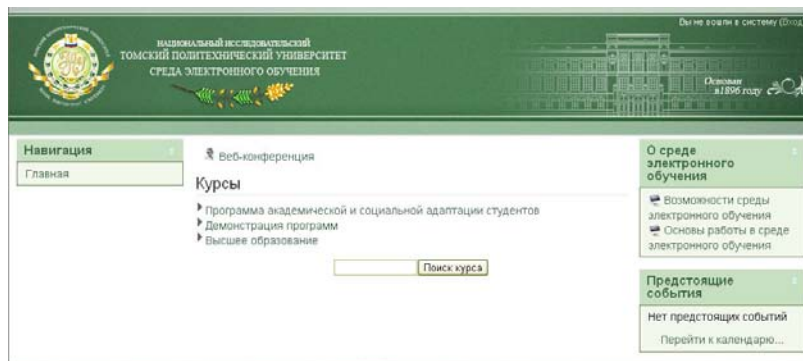 Вы не вошли в систему (Вход
НАЦИОНАЛЬНЫЙ ИССЛЕДОВАТЕЛЬСКИЙ
ТОМСКИЙ ПОЛИТЕХНИЧЕСКИЙ УНИВЕРСИТЕТ
СРЕДА ЭЛЕКТРОННОГО ОБУЧЕНИЯ
Основан
в 1896 году
Навигация
Главная
Веб-конференция
Курсы
Программа академической и социальной адаптации студентов
Демонстрация программ
Высшее образование
Поиск курса
О среде
электронного
обучения
Возможности среды
электронного обучения
Основы работы в среде
электронного обучения
Предстоящие
события
Нет предстоящих событий
Перейти к календарю...